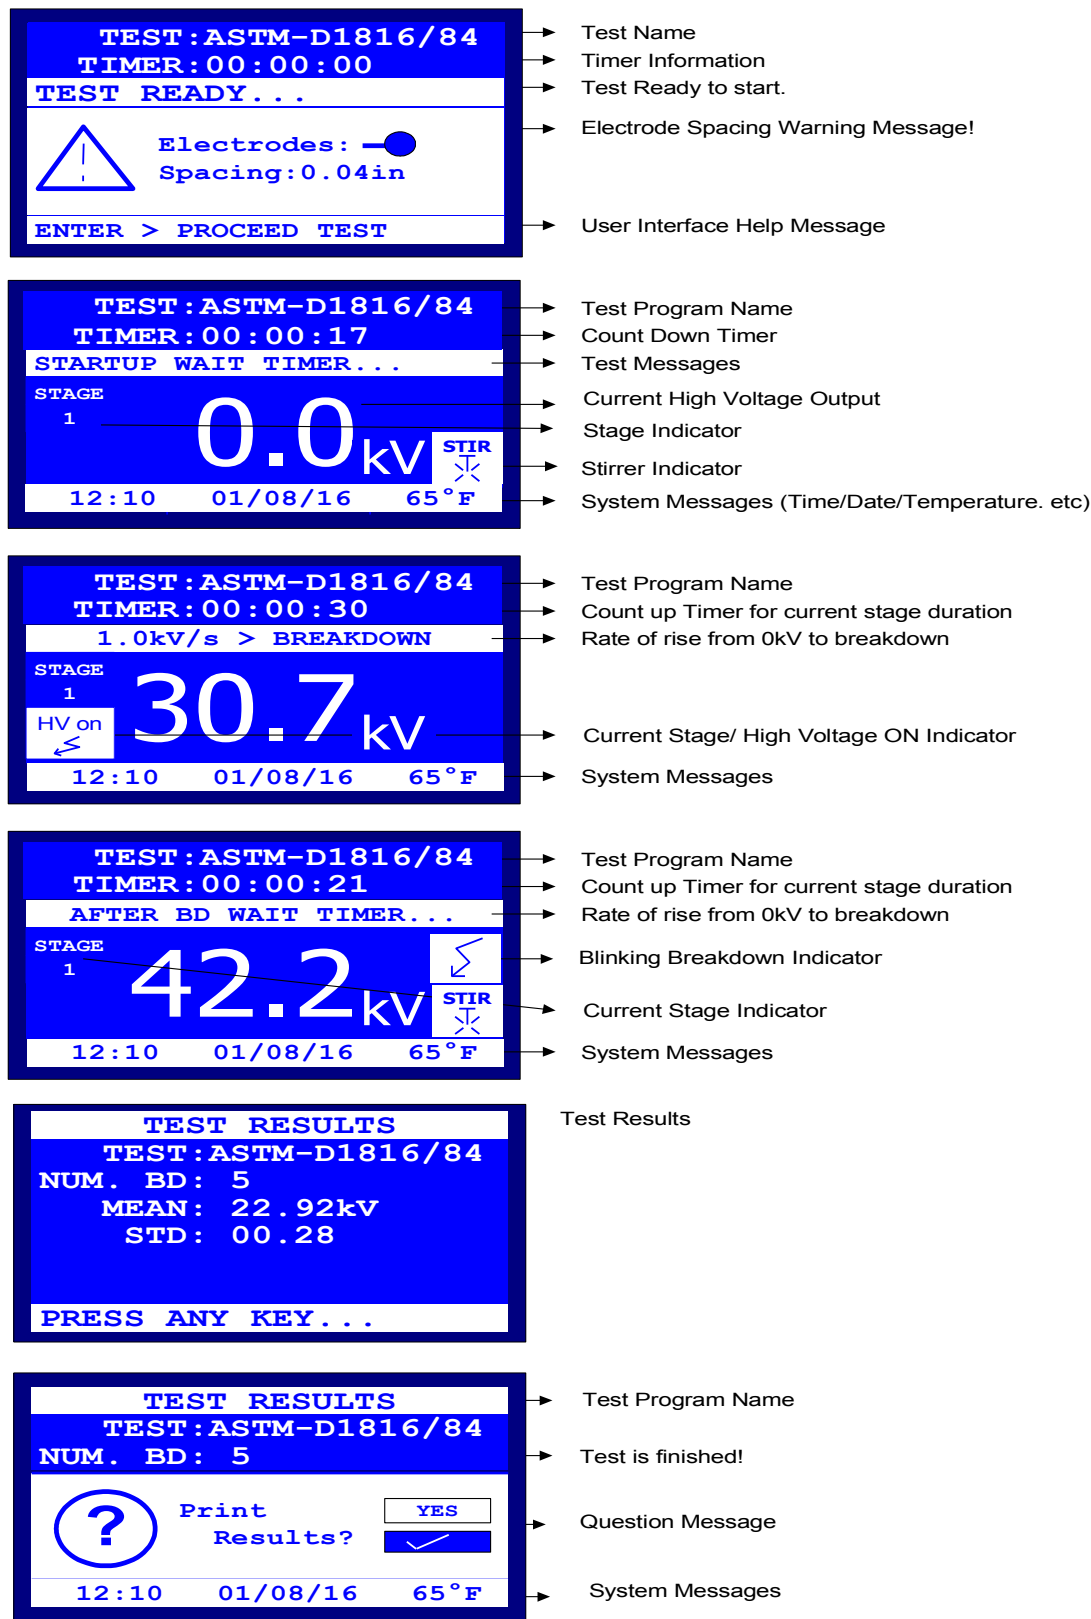 TEST:ASTM-D1816/84
Test Name
TIMER:00:00:00
Timer Information
TEST READY...
Test Ready to start.
Electrodes:
Electrode Spacing Warning Message!
Spacing:0.04in
ENTER > PROCEED TEST
User Interface Help Message
TEST:ASTM-D1816/84
Test Program Name
TIMER:00:00:17
Count Down Timer
STARTUP WAIT TIMER...
Test Messages
STAGE
1
0.0kV
Current High Voltage Output
Stage Indicator
STIR
Stirrer Indicator
12:10 01/08/16 65°F
System Messages (Time/Date/Temperature. etc)
TEST:ASTM-D1816/84
Test Program Name
TIMER:00:00:30
Count up Timer for current stage duration
1.0kV/s > BREAKDOWN
Rate of rise from 0kV to breakdown
STAGE
1
30.7kV
HV on
Current Stage/ High Voltage ON Indicator
12:10 01/08/16 65°F
System Messages
TEST:ASTM-D1816/84
Test Program Name
TIMER:00:00:21
Count up Timer for current stage duration
AFTER BD WAIT TIMER...
Rate of rise from 0kV to breakdown
STAGE
1
42.2kV
Blinking Breakdown Indicator
STIR
Current Stage Indicator
12:10 01/08/16 65°F
System Messages
TEST RESULTS
Test Results
TEST:ASTM-D1816/84
NUM. BD: 5
MEAN: 22.92kV
STD: 00.28
PRESS ANY KEY...
TEST RESULTS
Test Program Name
TEST:ASTM-D1816/84
NUM. BD: 5
Test is finished!
?
Print
Results?
YES
Question Message
12:10 01/08/16 65°F
System Messages